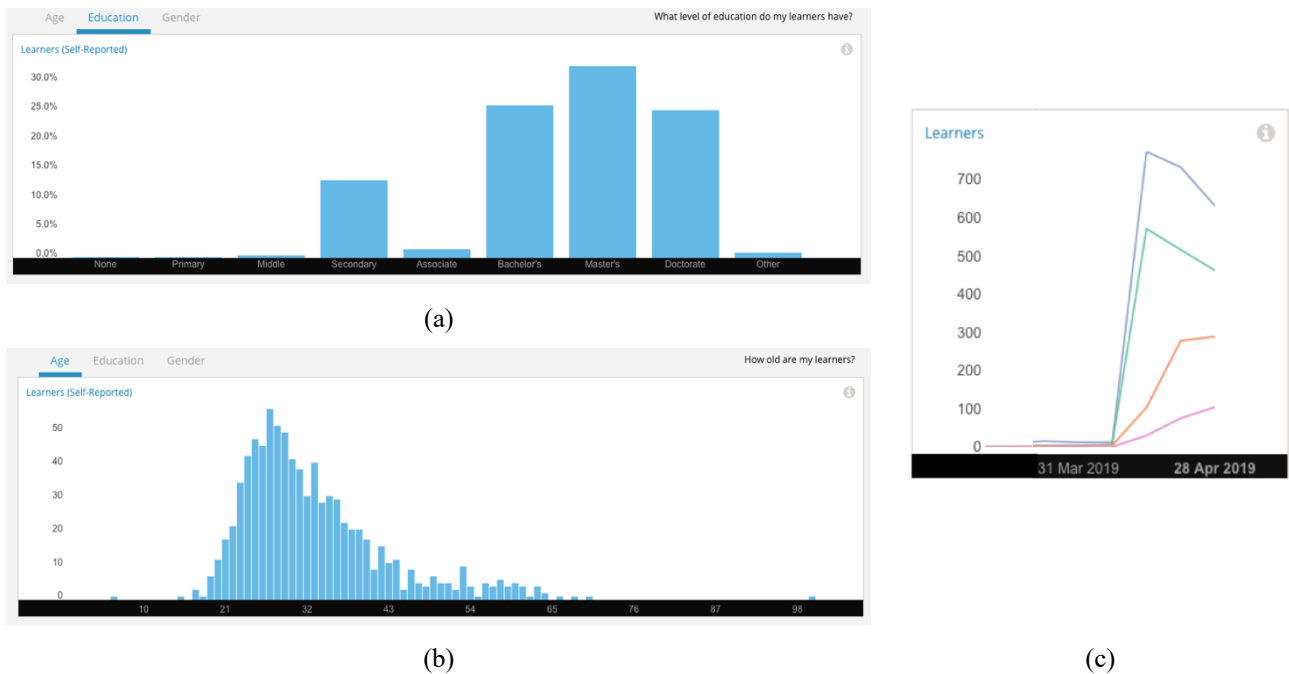 Age Education Gender What level of education do my learners have?
Learners (Self-Reported)
30.0%
25.0%
20.0%
15.0%
10.0%
5.0%
0.0%
None Primary Middle Secondary Associate Bachelor's Master's Doctorate Other
(a)
Age Education Gender How old are my learners?
Learners (Self-Reported)
50
40
30
20
10
0
10 21 32 43 54 65 76 87 98
(b)
Learners
700
600
500
400
300
200
100
0
31 Mar 2019 28 Apr 2019
(c)